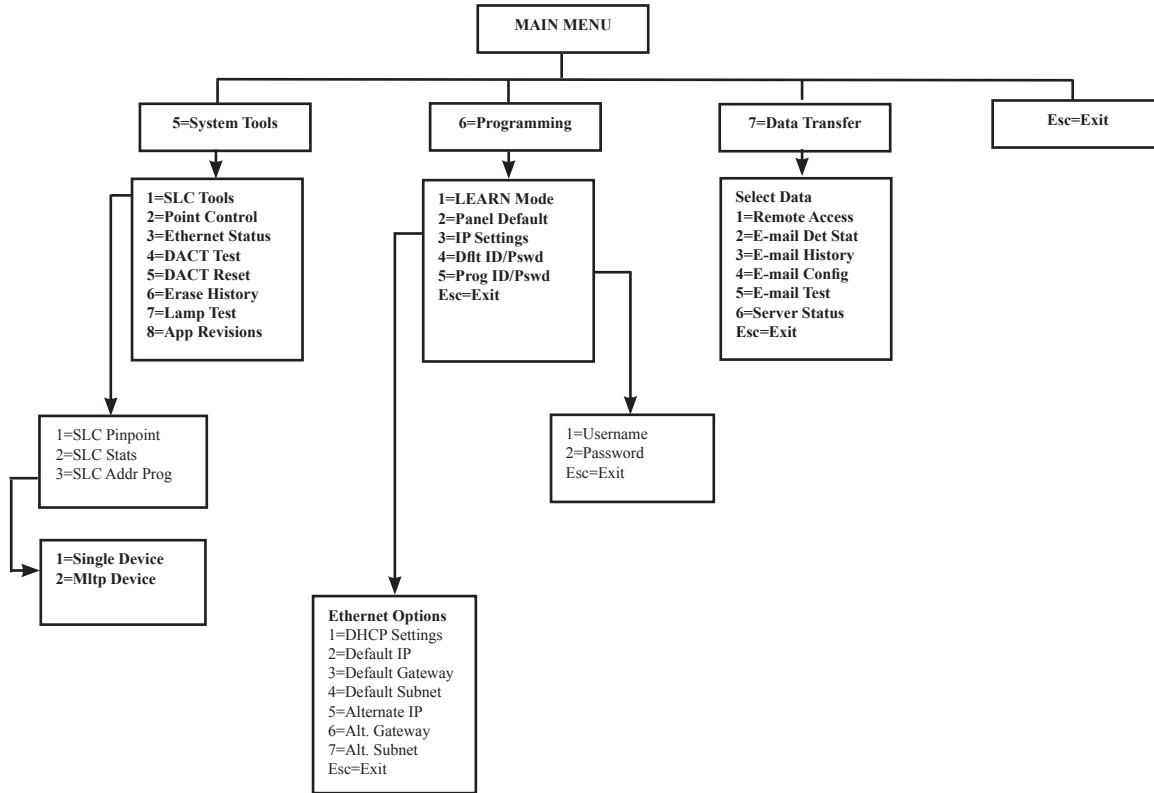 MAIN MENU
5=System Tools
6=Programming
7=Data Transfer
Esc=Exit
1=SLC Tools
2=Point Control
3=Ethernet Status
4=DACT Test
5=DACT Reset
6=Erase History
7=Lamp Test
8=App Revisions
1=LEARN Mode
2=Panel Default
3=IP Settings
4=Dflt ID/Pswd
5=Prog ID/Pswd
Esc=Exit
Select Data
1=Remote Access
2=E-mail Det Stat
3=E-mail History
4=E-mail Config
5=E-mail Test
6=Server Status
Esc=Exit
1=SLC Pinpoint
2=SLC Stats
3=SLC Addr Prog
1=Username
2=Password
Esc=Exit
1=Single Device
2=Mltp Device
Ethernet Options
1=DHCP Settings
2=Default IP
3=Default Gateway
4=Default Subnet
5=Alternate IP
6=Alt. Gateway
7=Alt. Subnet
Esc=Exit